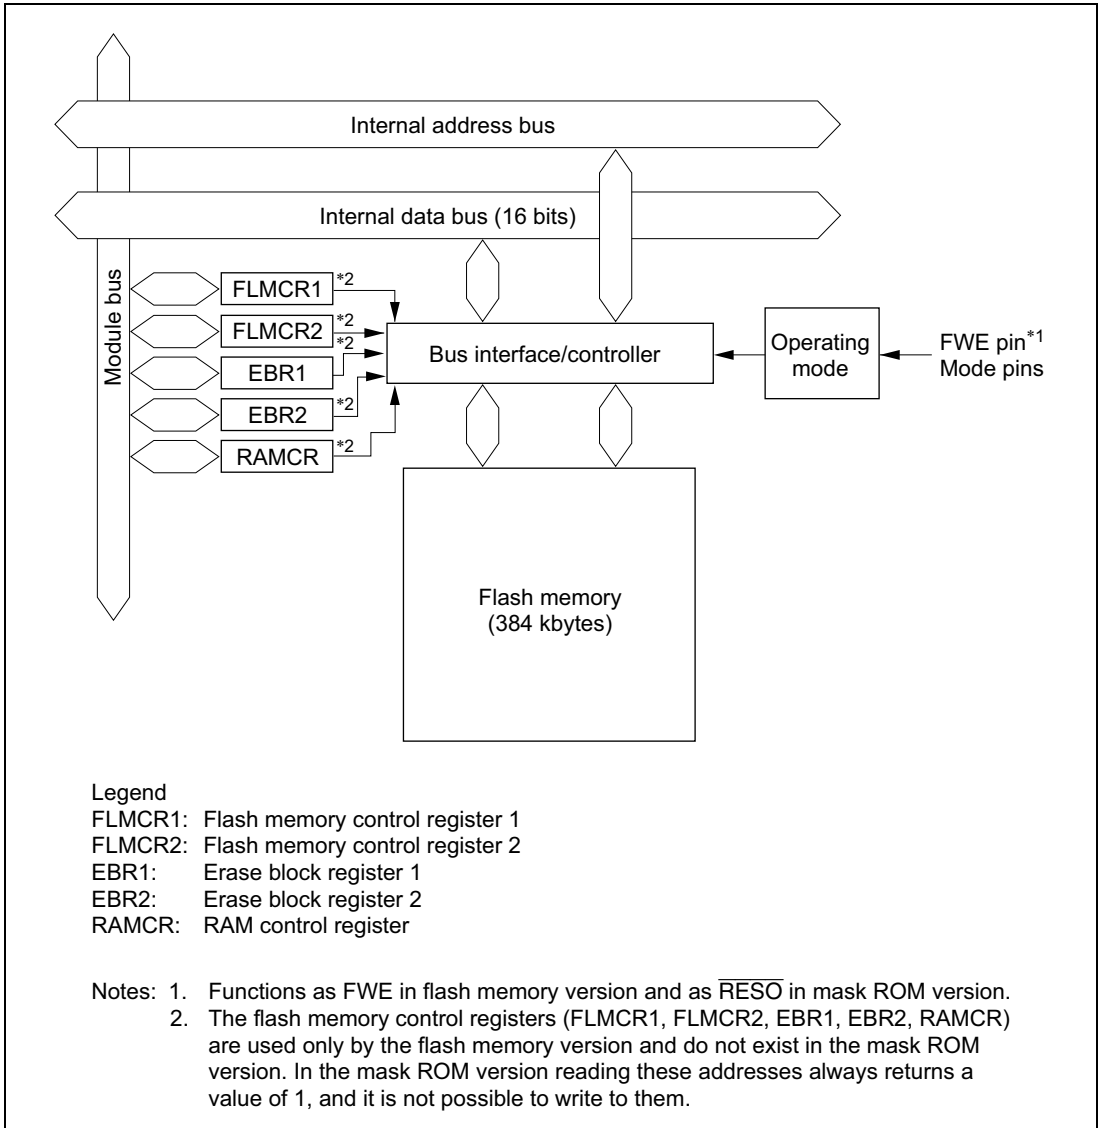 Internal address bus
Internal data bus (16 bits)
Module bus
FLMCR1 *2
FLMCR2 *2
EBR1 *2
EBR2 *2
RAMCR *2
Bus interface/controller
Operating
mode
FWE pin*1
Mode pins
Flash memory
(384 kbytes)
Legend
FLMCR1: Flash memory control register 1
FLMCR2: Flash memory control register 2
EBR1: Erase block register 1
EBR2: Erase block register 2
RAMCR: RAM control register
Notes: 1. Functions as FWE in flash memory version and as R̅E̅S̅O̅ in mask ROM version.
2. The flash memory control registers (FLMCR1, FLMCR2, EBR1, EBR2, RAMCR)
are used only by the flash memory version and do not exist in the mask ROM
version. In the mask ROM version reading these addresses always returns a
value of 1, and it is not possible to write to them.